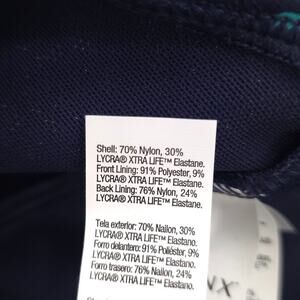 Shell: 70% Nylon, 30%
LYCRA® XTRA LIFE™ Elastane.
Front Lining: 91% Polyester, 9%
LYCRA® XTRA LIFE™ Elastane.
Back Lining: 76% Nylon, 24%
LYCRA® XTRA LIFE™ Elastane.
Tela exterior: 70% Nailon, 30%
LYCRA® XTRA LIFE™ Elastano.
Forro delantero: 91% Poliéster, 9%
LYCRA® XTRA LIFE™ Elastano.
Forro trasero: 76% Nailon, 24%
LYCRA® XTRA LIFE™ Elastano.